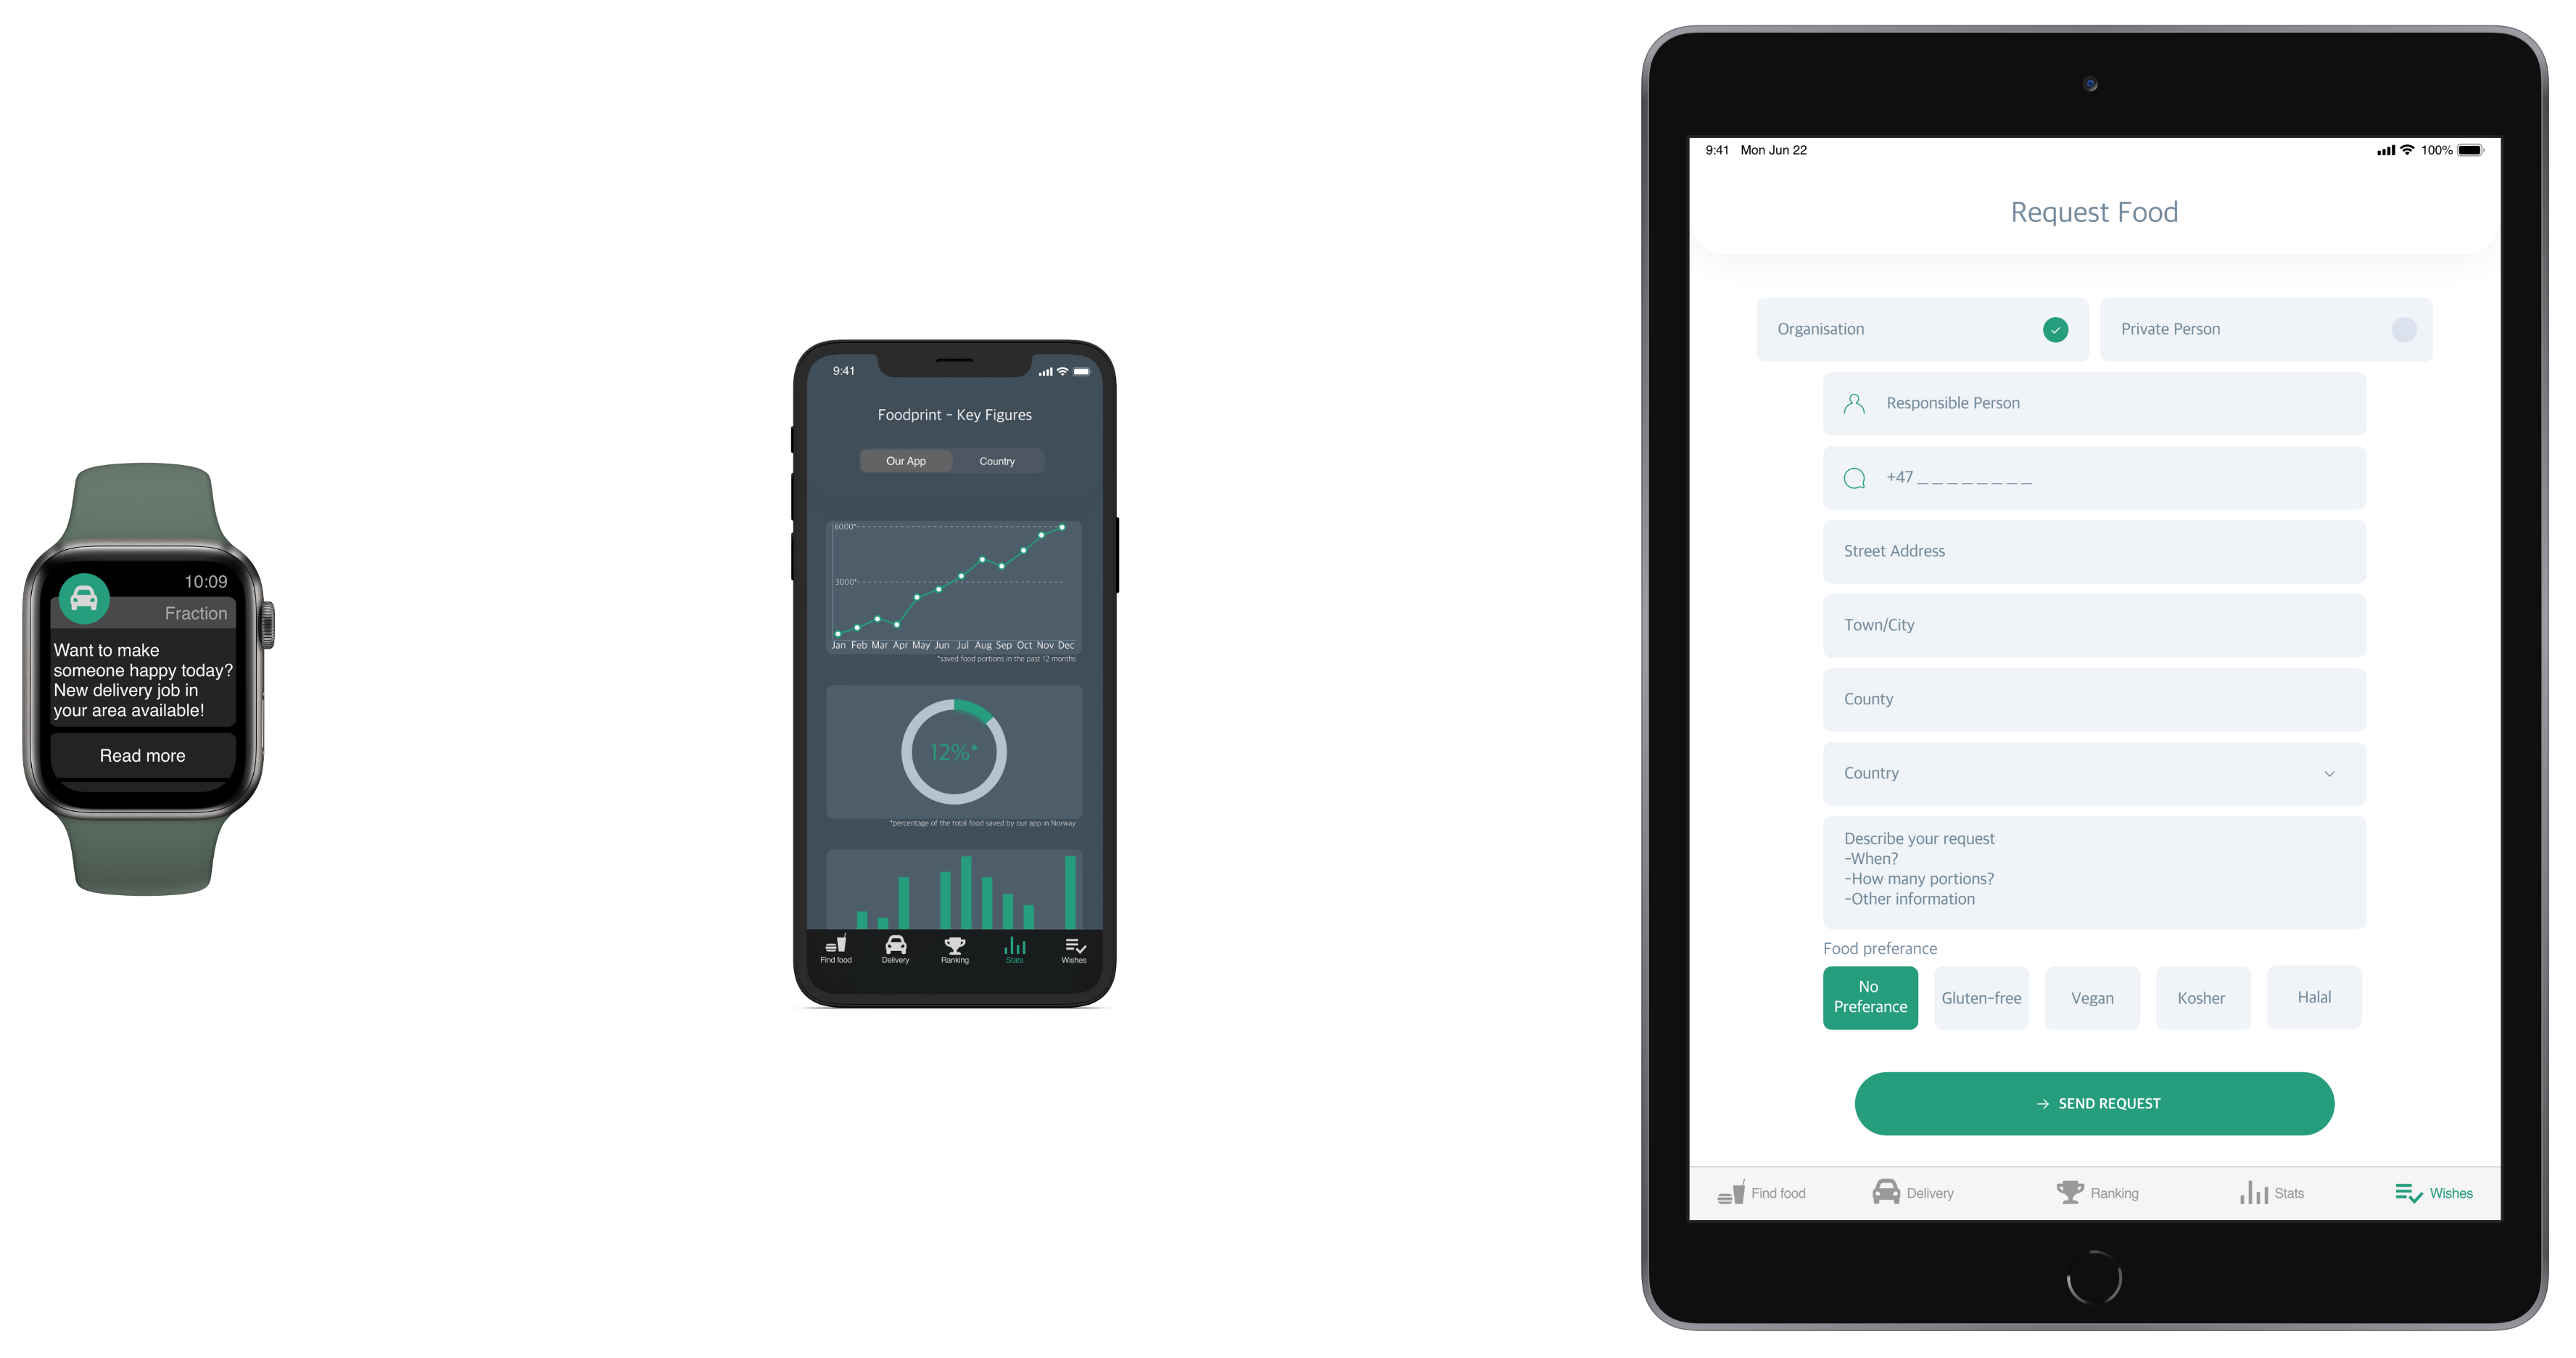 10:09
Fraction
Want to make
someone happy today?
New delivery job in
your area available!
Read more
9:41
Foodprint - Key Figures
Our App
Country
6000*
3000*
Jan Feb Mar Apr May Jun Jul Aug Sep Oct Nov Dec
*saved food portions in the past 12 months
12%*
*percentage of the total food saved by our app in Norway
Find food
Delivery
Ranking
Stats
Wishes
9:41 Mon Jun 22
100%
Request Food
Organisation
Private Person
Responsible Person
+47 _ _ _ _ _ _ _ _
Street Address
Town/City
County
Country
Describe your request
-When?
-How many portions?
-Other information
Food preferance
No
Preferance
Gluten-free
Vegan
Kosher
Halal
→ SEND REQUEST
Find food
Delivery
Ranking
Stats
Wishes